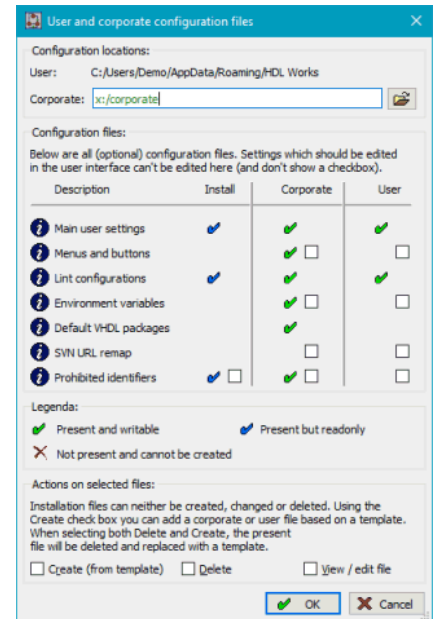 User and corporate configuration files
Configuration locations:
User: C:/Users/Demo/AppData/Roaming/HDL Works
Corporate: x:/corporate
Configuration files:
Below are all (optional) configuration files. Settings which should be edited
in the user interface can't be edited here (and don't show a checkbox).
Description Install Corporate User
Main user settings
Menus and buttons
Lint configurations
Environment variables
Default VHDL packages
SVN URL remap
Prohibited identifiers
Legenda:
Present and writable Present but readonly
Not present and cannot be created
Actions on selected files:
Installation files can neither be created, changed or deleted. Using the
Create check box you can add a corporate or user file based on a template.
When selecting both Delete and Create, the present
file will be deleted and replaced with a template.
Create (from template) Delete View / edit file
OK Cancel